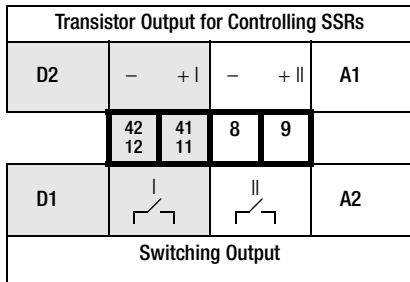 Transistor Output for Controlling SSRs
D2 – + I – + II A1
42 41 8 9
12 11
I II
D1 A2
Switching Output